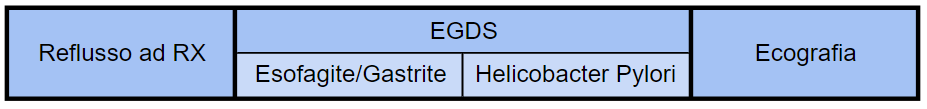 Reflusso ad RX
EGDS
Esofagite/Gastrite
Helicobacter Pylori
Ecografia